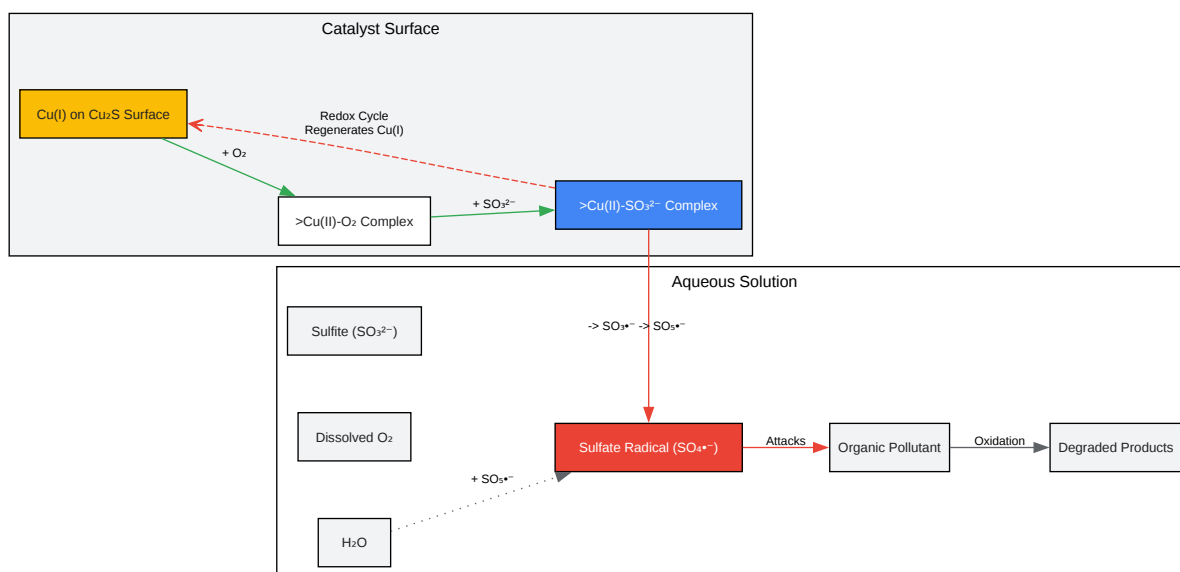 Catalyst Surface
Cu(I) on Cu₂S Surface
Redox Cycle
Regenerates Cu(I)
+ O₂
>Cu(II)-O₂ Complex
+ SO₃²⁻
>Cu(II)-SO₃²⁻ Complex
Aqueous Solution
Sulfite (SO₃²⁻)
-> SO₃•⁻ -> SO₅•⁻
Dissolved O₂
Sulfate Radical (SO₄•⁻)
Attacks
Organic Pollutant
Oxidation
Degraded Products
+ SO₅•⁻
H₂O